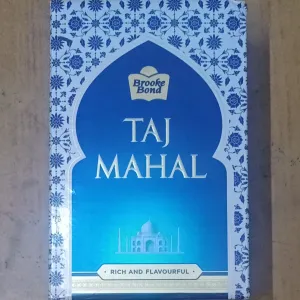 Brooke
Bond
TAJ
MAHAL
RICH AND FLAVOURFUL